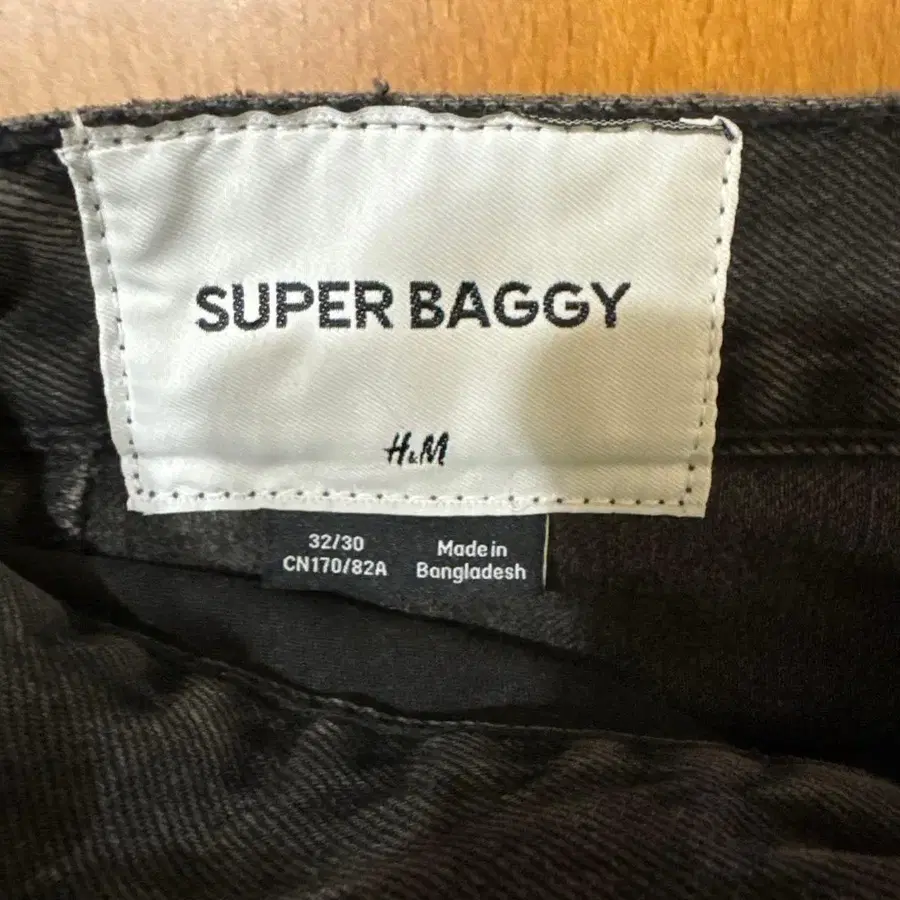 SUPER BAGGY
H&M
32/30
CN170/82A
Made in
Bangladesh